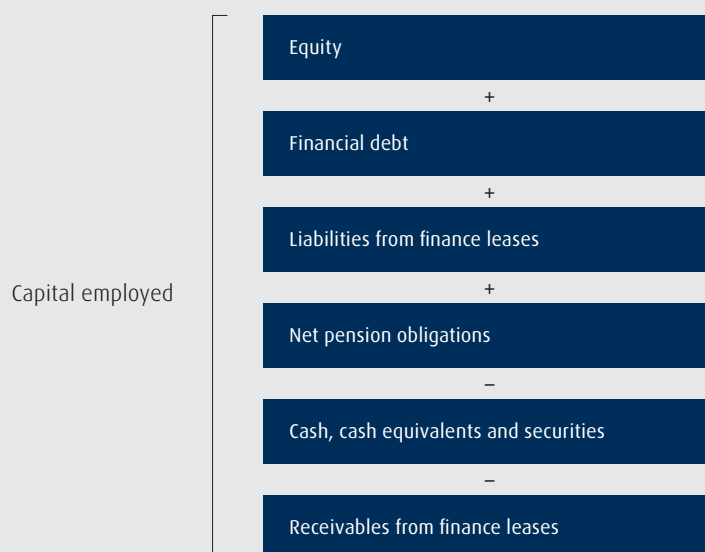 Equity
+
Financial debt
+
Liabilities from finance leases
+
Capital employed
Net pension obligations
–
Cash, cash equivalents and securities
–
Receivables from finance leases